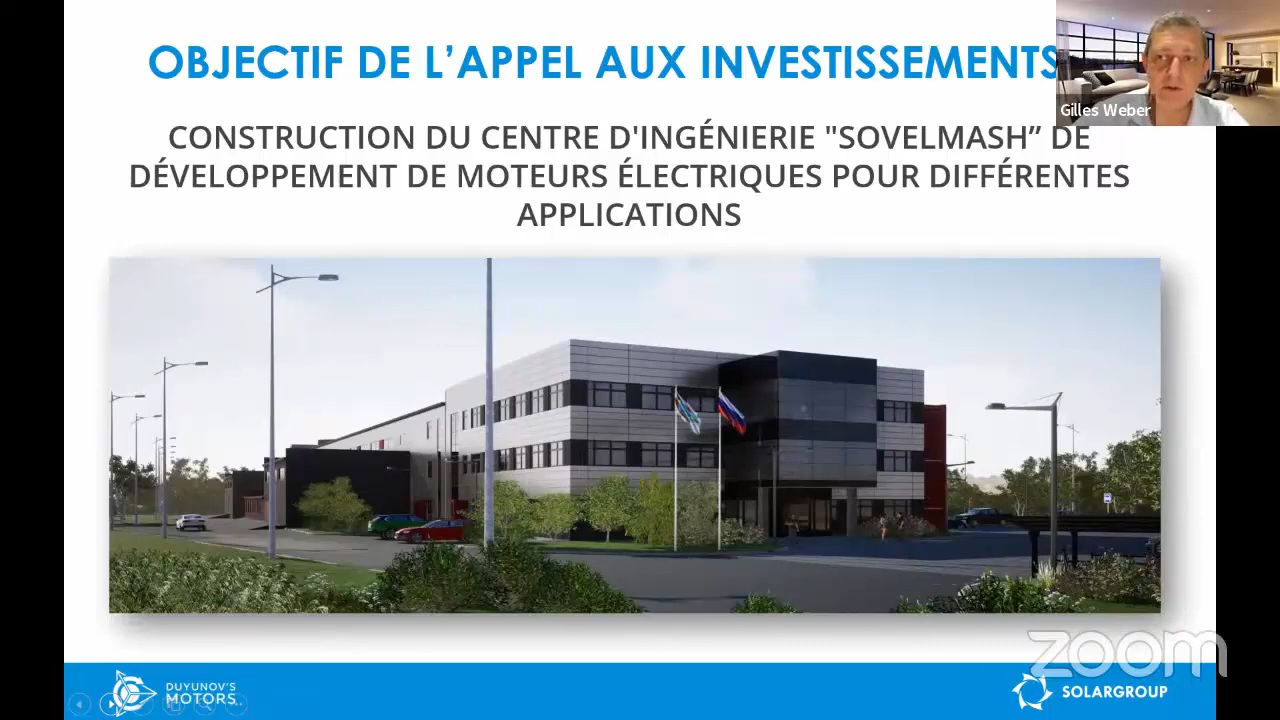 OBJECTIF DE L’APPEL AUX INVESTISSEMENTS
Gilles Weber
CONSTRUCTION DU CENTRE D'INGÉNIERIE "SOVELMASH” DE
DÉVELOPPEMENT DE MOTEURS ÉLECTRIQUES POUR DIFFÉRENTES
APPLICATIONS
zoom
DUYUNOV'S
MOTORS
SOLARGROUP